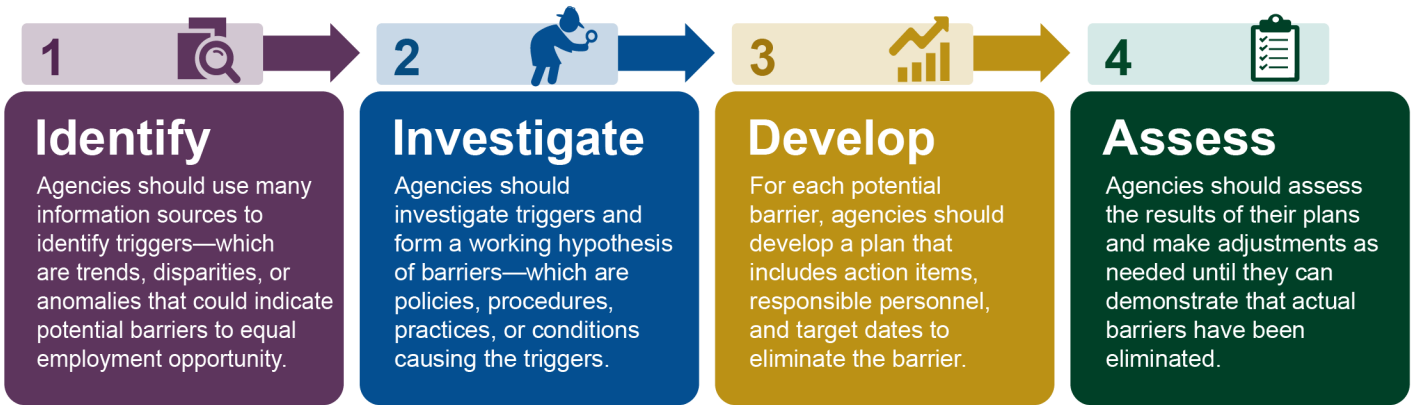 1
Identify
Agencies should use many
information sources to
identify triggers—which
are trends, disparities, or
anomalies that could indicate
potential barriers to equal
employment opportunity.
2
Investigate
Agencies should
investigate triggers and
form a working hypothesis
of barriers—which are
policies, procedures,
practices, or conditions
causing the triggers.
3
Develop
For each potential
barrier, agencies should
develop a plan that
includes action items,
responsible personnel,
and target dates to
eliminate the barrier.
4
Assess
Agencies should assess
the results of their plans
and make adjustments as
needed until they can
demonstrate that actual
barriers have been
eliminated.